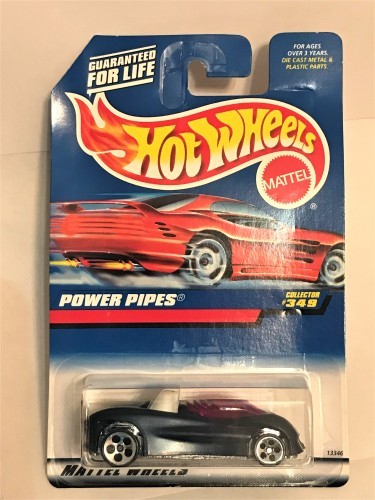 GUARANTEED
FOR LIFE
FOR AGES
OVER 3 YEARS.
DIE CAST METAL &
PLASTIC PARTS.
HOT WHEELS
MATTEL
®
POWER PIPES®
COLLECTOR
#349
13346
MATTEL WHEELS